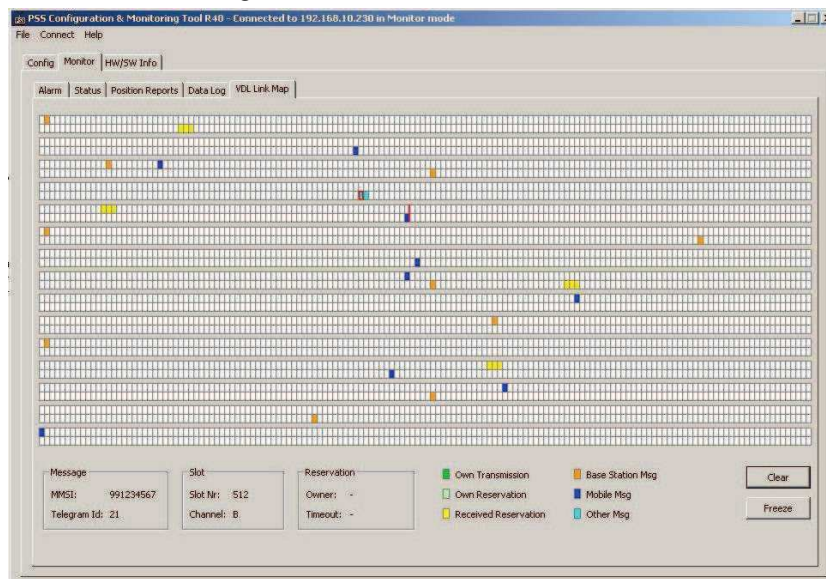 PSS Configuration & Monitoring Tool R40 - Connected to 192.168.10.230 in Monitor mode
File Connect Help
Config Monitor HW/SW Info
Alarm Status Position Reports Data Log VDL Link Map
Message
MMSI: 991234567
Telegram Id: 21
Slot
Slot Nr: 512
Channel: B
Reservation
Owner: -
Timeout: -
Own Transmission
Own Reservation
Received Reservation
Base Station Msg
Mobile Msg
Other Msg
Clear
Freeze